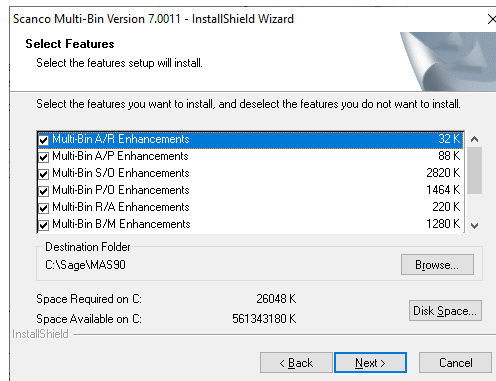 Scanco Multi-Bin Version 7.0011 - InstallShield Wizard
Select Features
Select the features setup will install.
Select the features you want to install, and deselect the features you do not want to install.
Multi-Bin A/R Enhancements 32 K
Multi-Bin A/P Enhancements 88 K
Multi-Bin S/O Enhancements 2820 K
Multi-Bin P/O Enhancements 1464 K
Multi-Bin R/A Enhancements 220 K
Multi-Bin B/M Enhancements 1280 K
Destination Folder
C:\Sage\MAS90 Browse...
Space Required on C: 26048 K
Space Available on C: 561343180 K Disk Space...
InstallShield
< Back Next > Cancel